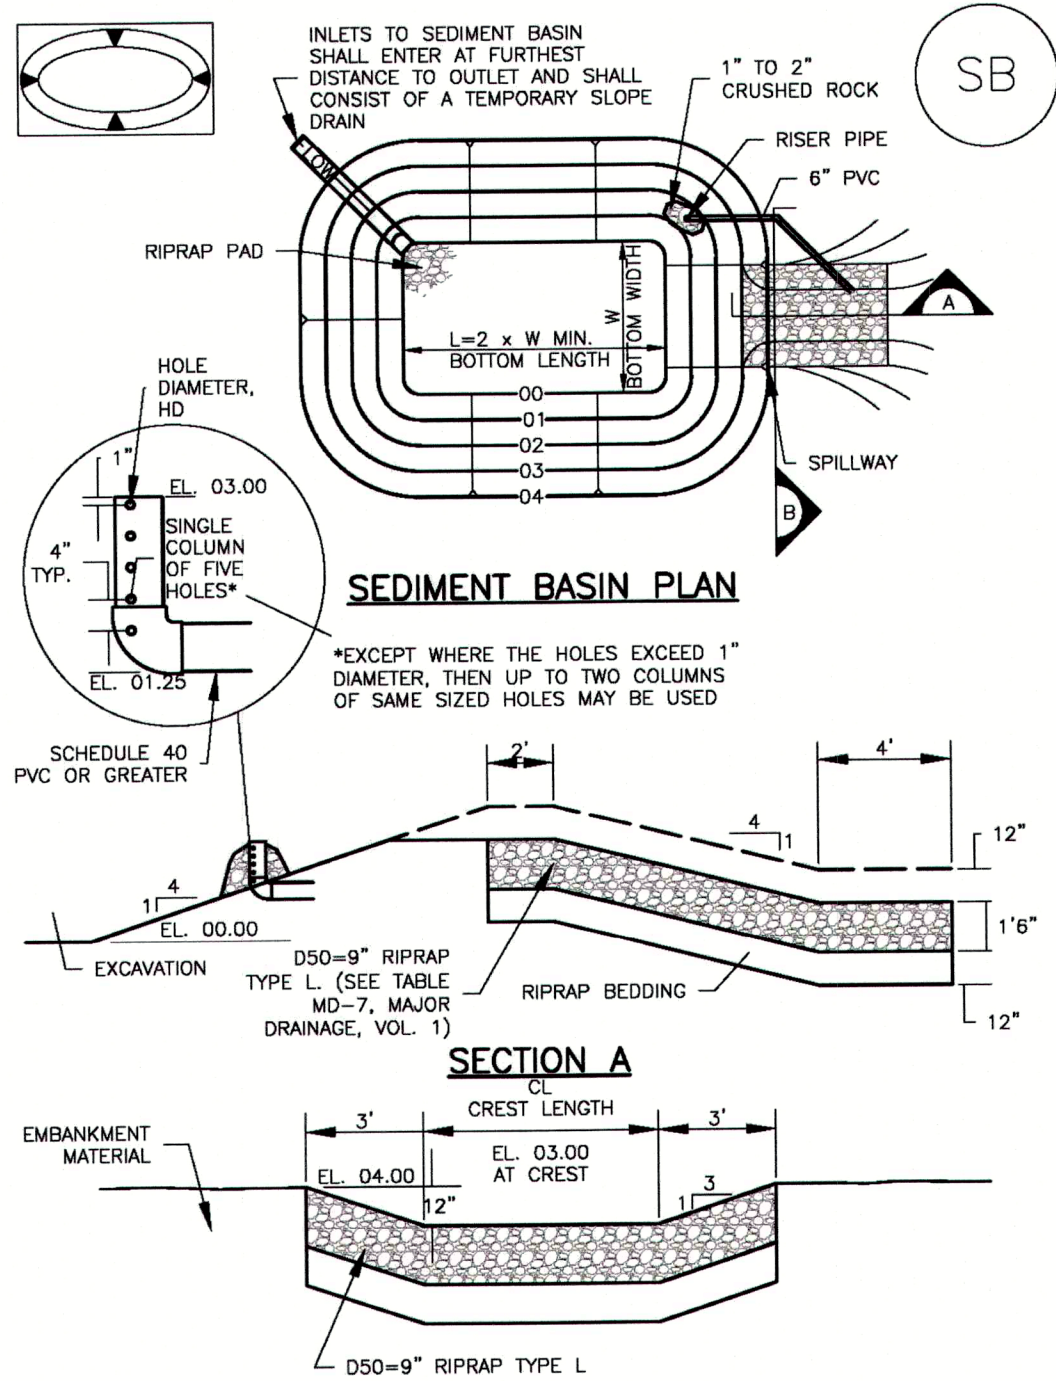 INLETS TO SEDIMENT BASIN
SHALL ENTER AT FURTHEST
DISTANCE TO OUTLET AND SHALL
CONSIST OF A TEMPORARY SLOPE
DRAIN
1" TO 2"
CRUSHED ROCK
SB
RISER PIPE
6" PVC
RIPRAP PAD
A
W
BOTTOM WIDTH
L=2 x W MIN.
BOTTOM LENGTH
00
01
02
03
04
SPILLWAY
B
HOLE
DIAMETER,
HD
1"
EL. 03.00
SINGLE
COLUMN
OF FIVE
HOLES*
4"
TYP.
EL. 01.25
SEDIMENT BASIN PLAN
*EXCEPT WHERE THE HOLES EXCEED 1"
DIAMETER, THEN UP TO TWO COLUMNS
OF SAME SIZED HOLES MAY BE USED
SCHEDULE 40
PVC OR GREATER
2'
4'
4
1
12"
4
1
EL. 00.00
1'6"
EXCAVATION
D50=9" RIPRAP
TYPE L. (SEE TABLE
MD-7, MAJOR
DRAINAGE, VOL. 1)
RIPRAP BEDDING
12"
SECTION A
CL
CREST LENGTH
3'
3'
EMBANKMENT
MATERIAL
EL. 04.00
EL. 03.00
AT CREST
12"
3
1
D50=9" RIPRAP TYPE L